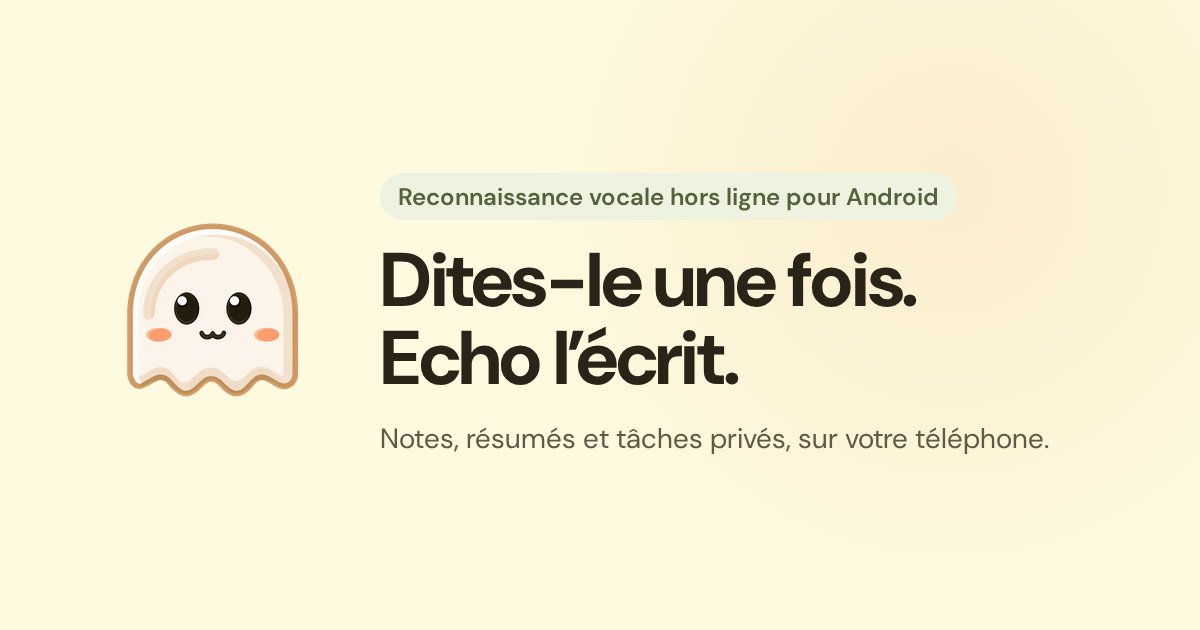 Reconnaissance vocale hors ligne pour Android
Dites-le une fois.
Echo l’écrit.
Notes, résumés et tâches privés, sur votre téléphone.